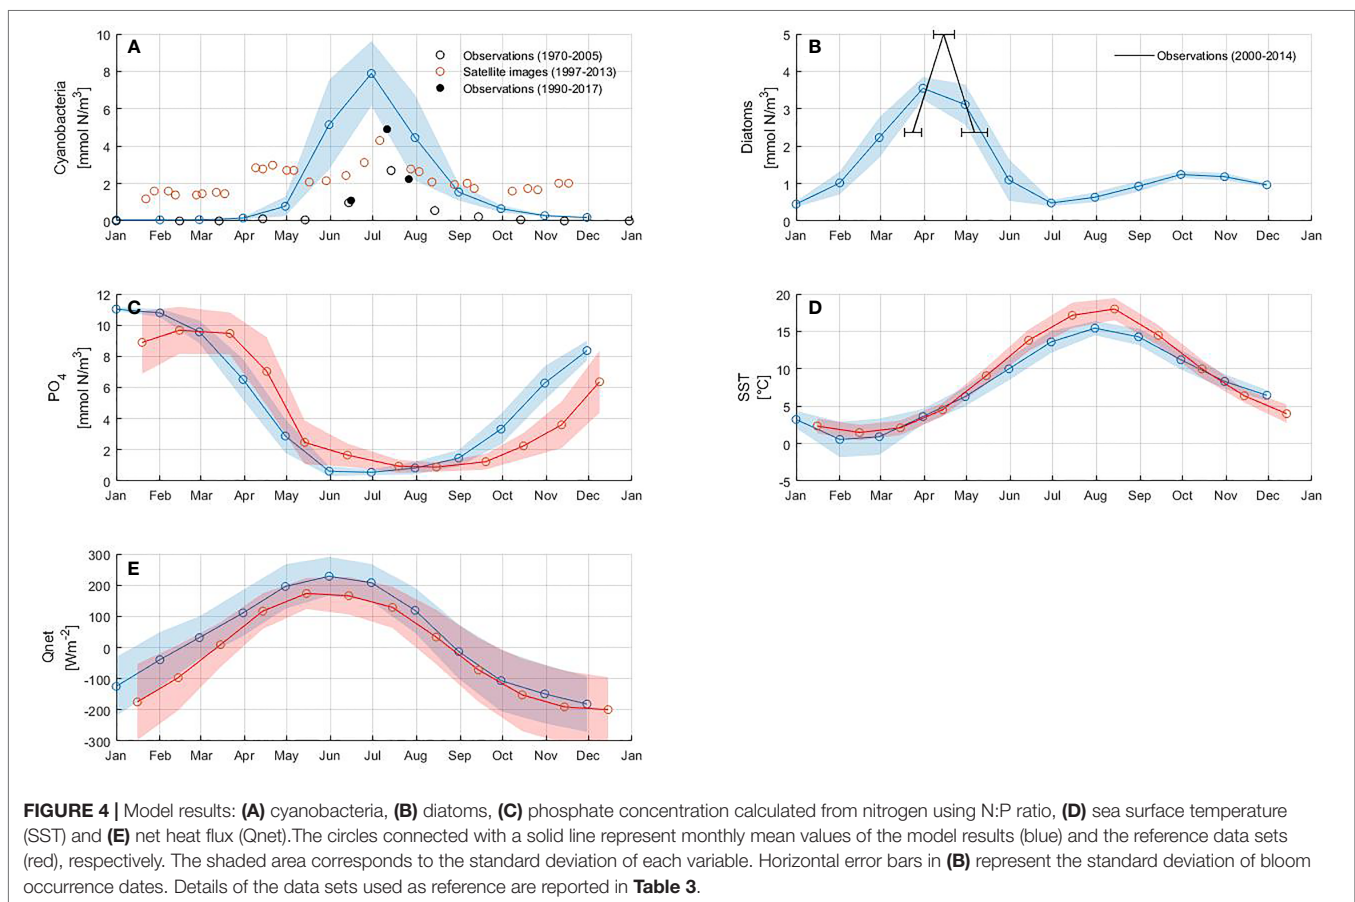 A
Cyanobacteria
[mmol N/m³]
10
8
6
4
2
0
Observations (1970-2005)
Satellite images (1997-2013)
Observations (1990-2017)
Jan Feb Mar Apr May Jun Jul Aug Sep Oct Nov Dec Jan
B
Diatoms
[mmol N/m³]
5
4
3
2
1
0
Observations (2000-2014)
Jan Feb Mar Apr May Jun Jul Aug Sep Oct Nov Dec Jan
C
PO₄
[mmol N/m³]
12
10
8
6
4
2
0
Jan Feb Mar Apr May Jun Jul Aug Sep Oct Nov Dec Jan
D
SST
[°C]
20
15
10
5
0
-5
Jan Feb Mar Apr May Jun Jul Aug Sep Oct Nov Dec Jan
E
Qnet
[Wm⁻²]
300
200
100
0
-100
-200
-300
Jan Feb Mar Apr May Jun Jul Aug Sep Oct Nov Dec Jan
FIGURE 4 | Model results: (A) cyanobacteria, (B) diatoms, (C) phosphate concentration calculated from nitrogen using N:P ratio, (D) sea surface temperature
(SST) and (E) net heat flux (Qnet).The circles connected with a solid line represent monthly mean values of the model results (blue) and the reference data sets
(red), respectively. The shaded area corresponds to the standard deviation of each variable. Horizontal error bars in (B) represent the standard deviation of bloom
occurrence dates. Details of the data sets used as reference are reported in Table 3.